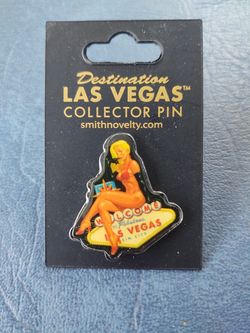 Destination
LAS VEGAS™
COLLECTOR PIN
smithnovelty.com
WELCOME
Fabulous
LAS VEGAS